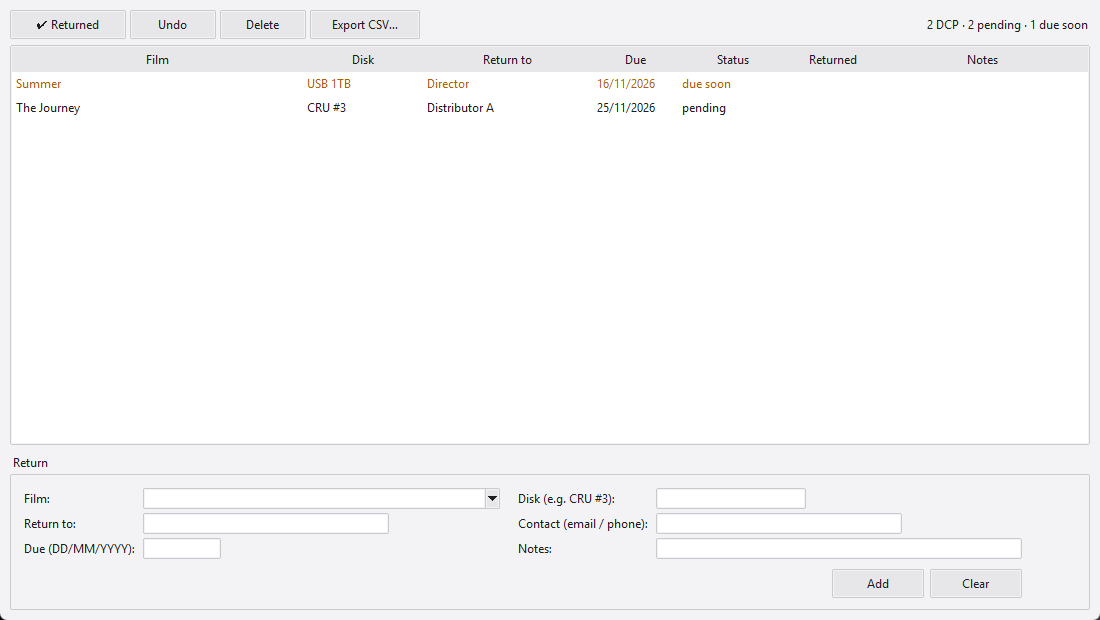 ✔ Returned Undo Delete Export CSV... 2 DCP · 2 pending · 1 due soon
Film Disk Return to Due Status Returned Notes
Summer USB 1TB Director 16/11/2026 due soon
The Journey CRU #3 Distributor A 25/11/2026 pending
Return
Film: Disk (e.g. CRU #3):
Return to: Contact (email / phone):
Due (DD/MM/YYYY): Notes:
Add Clear